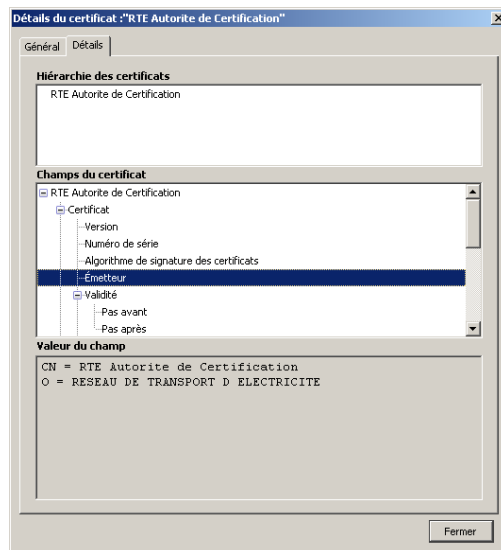 Détails du certificat :"RTE Autorite de Certification"
Général
Détails
Hiérarchie des certificats
RTE Autorite de Certification
Champs du certificat
RTE Autorite de Certification
Certificat
Version
Numéro de série
Algorithme de signature des certificats
Émetteur
Validité
Pas avant
Pas après
Valeur du champ
CN = RTE Autorite de Certification
O = RESEAU DE TRANSPORT D ELECTRICITE
Fermer